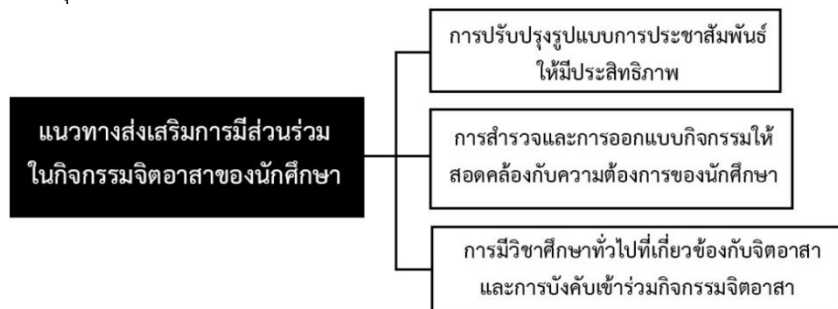 การปรับปรุงรูปแบบการประชาสัมพันธ์
ให้มีประสิทธิภาพ
แนวทางส่งเสริมการมีส่วนร่วม
ในกิจกรรมจิตอาสาของนักศึกษา
การสำรวจและการออกแบบกิจกรรมให้
สอดคล้องกับความต้องการของนักศึกษา
การมีวิชาศึกษาทั่วไปที่เกี่ยวข้องกับจิตอาสา
และการบังคับเข้าร่วมกิจกรรมจิตอาสา